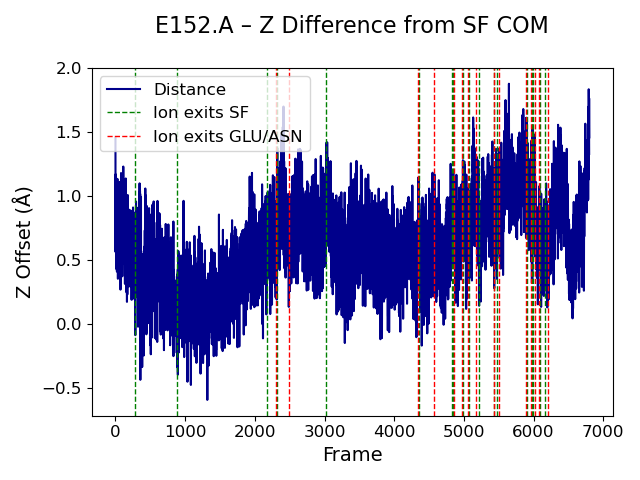 E152.A – Z Difference from SF COM
Distance
Ion exits SF
Ion exits GLU/ASN
Z Offset (Å)
2.0
1.5
1.0
0.5
0.0
−0.5
0 1000 2000 3000 4000 5000 6000 7000
Frame